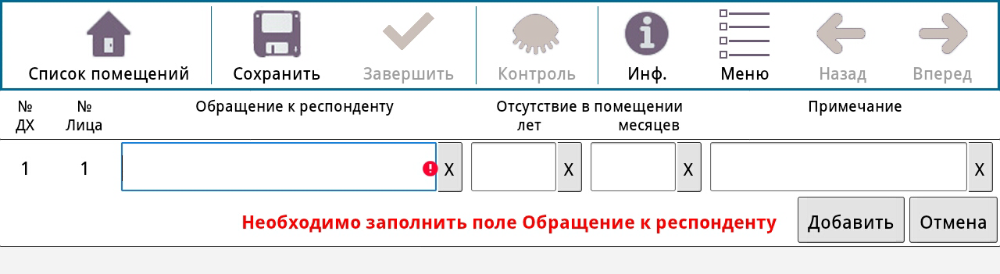 Список помещений Сохранить Завершить Контроль Инф. Меню Назад Вперед
№ № Обращение к респонденту Отсутствие в помещении Примечание
ДХ Лица лет месяцев
1 1 X X X X
Необходимо заполнить поле Обращение к респонденту Добавить Отмена